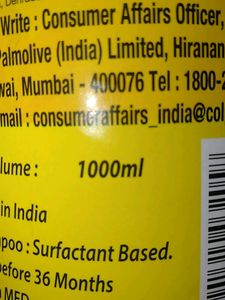 Write : Consumer Affairs Officer,
Palmolive (India) Limited, Hiranan
wai, Mumbai - 400076 Tel : 1800-2
mail : consumeraffairs_india@col
lume : 1000ml
in India
poo : Surfactant Based.
efore 36 Months